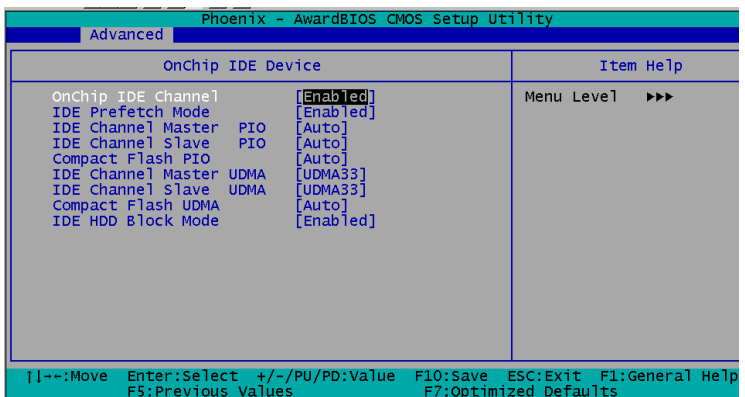 Phoenix - AwardBIOS CMOS Setup Utility
Advanced
OnChip IDE Device
Item Help
OnChip IDE Channel [Enabled]
Menu Level ▶▶▶
IDE Prefetch Mode [Enabled]
IDE Channel Master PIO [Auto]
IDE Channel Slave PIO [Auto]
Compact Flash PIO [Auto]
IDE Channel Master UDMA [UDMA33]
IDE Channel Slave UDMA [UDMA33]
Compact Flash UDMA [Auto]
IDE HDD Block Mode [Enabled]
↑↓→←:Move Enter:Select +/-/PU/PD:Value F10:Save ESC:Exit F1:General Help
F5:Previous Values F7:Optimized Defaults